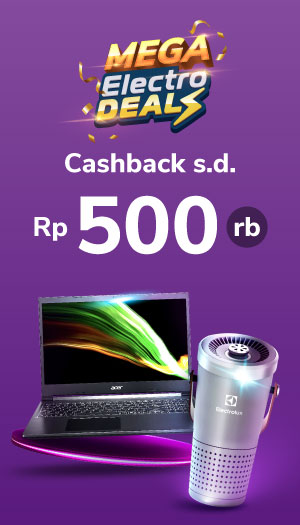 MEGA
Electro
DEALS
Cashback s.d.
Rp 500 rb
acer
Electrolux